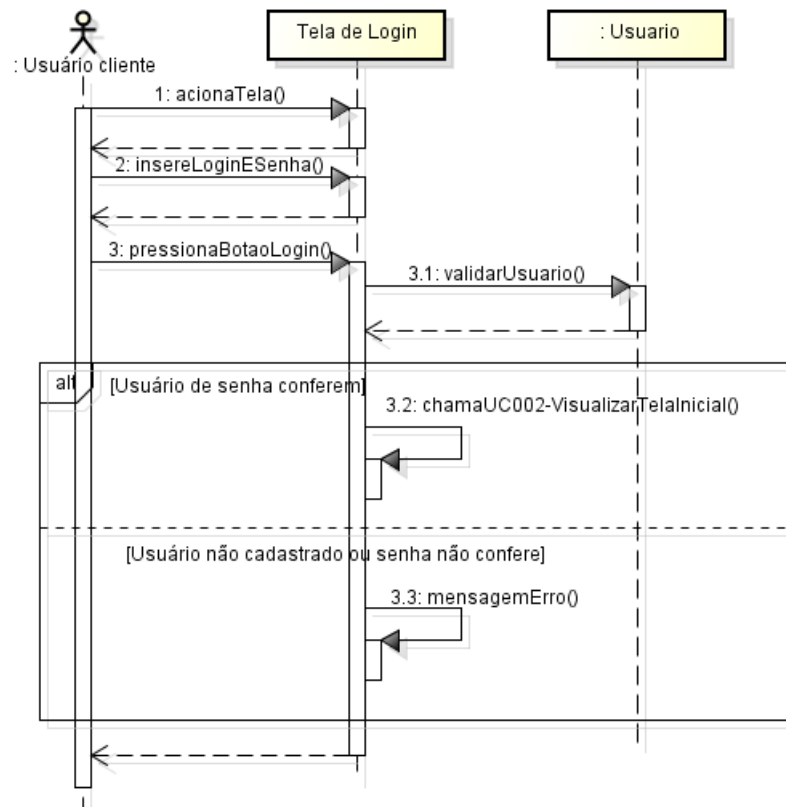 Tela de Login
: Usuario
: Usuário cliente
1: acionaTela()
2: insereLoginESenha()
3: pressionaBotaoLogin()
3.1: validarUsuario()
alt
[Usuário de senha conferem]
3.2: chamaUC002-VisualizarTelaInicial()
[Usuário não cadastrado ou senha não confere]
3.3: mensagemErro()